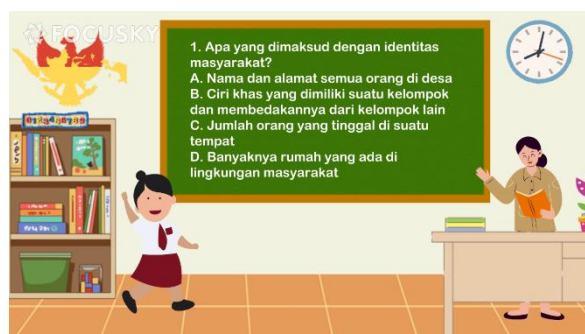 FOCUSKY
1. Apa yang dimaksud dengan identitas
masyarakat?
A. Nama dan alamat semua orang di desa
B. Ciri khas yang dimiliki suatu kelompok
dan membedakannya dari kelompok lain
C. Jumlah orang yang tinggal di suatu
tempat
D. Banyaknya rumah yang ada di
lingkungan masyarakat